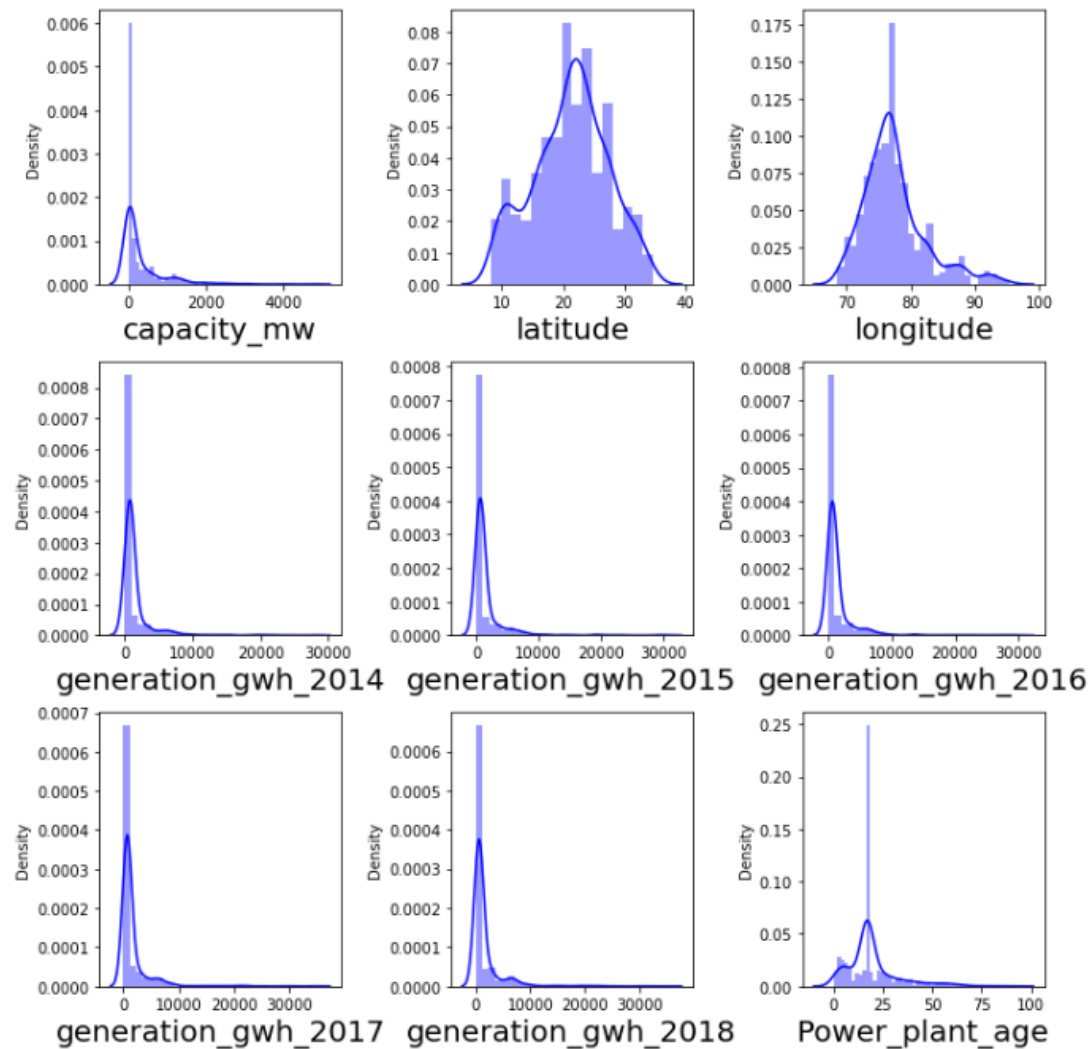 0.006
0.005
0.004
0.003
0.002
0.001
0.000
Density
0 2000 4000
capacity_mw
0.08
0.07
0.06
0.05
0.04
0.03
0.02
0.01
0.00
Density
10 20 30 40
latitude
0.175
0.150
0.125
0.100
0.075
0.050
0.025
0.000
Density
70 80 90 100
longitude
0.0008
0.0007
0.0006
0.0005
0.0004
0.0003
0.0002
0.0001
0.0000
Density
0 10000 20000 30000
generation_gwh_2014
0.0008
0.0007
0.0006
0.0005
0.0004
0.0003
0.0002
0.0001
0.0000
Density
0 10000 20000 30000
generation_gwh_2015
0.0008
0.0007
0.0006
0.0005
0.0004
0.0003
0.0002
0.0001
0.0000
Density
0 10000 20000 30000
generation_gwh_2016
0.0007
0.0006
0.0005
0.0004
0.0003
0.0002
0.0001
0.0000
Density
0 10000 20000 30000
generation_gwh_2017
0.0006
0.0005
0.0004
0.0003
0.0002
0.0001
0.0000
Density
0 10000 20000 30000
generation_gwh_2018
0.25
0.20
0.15
0.10
0.05
0.00
Density
0 25 50 75 100
Power_plant_age